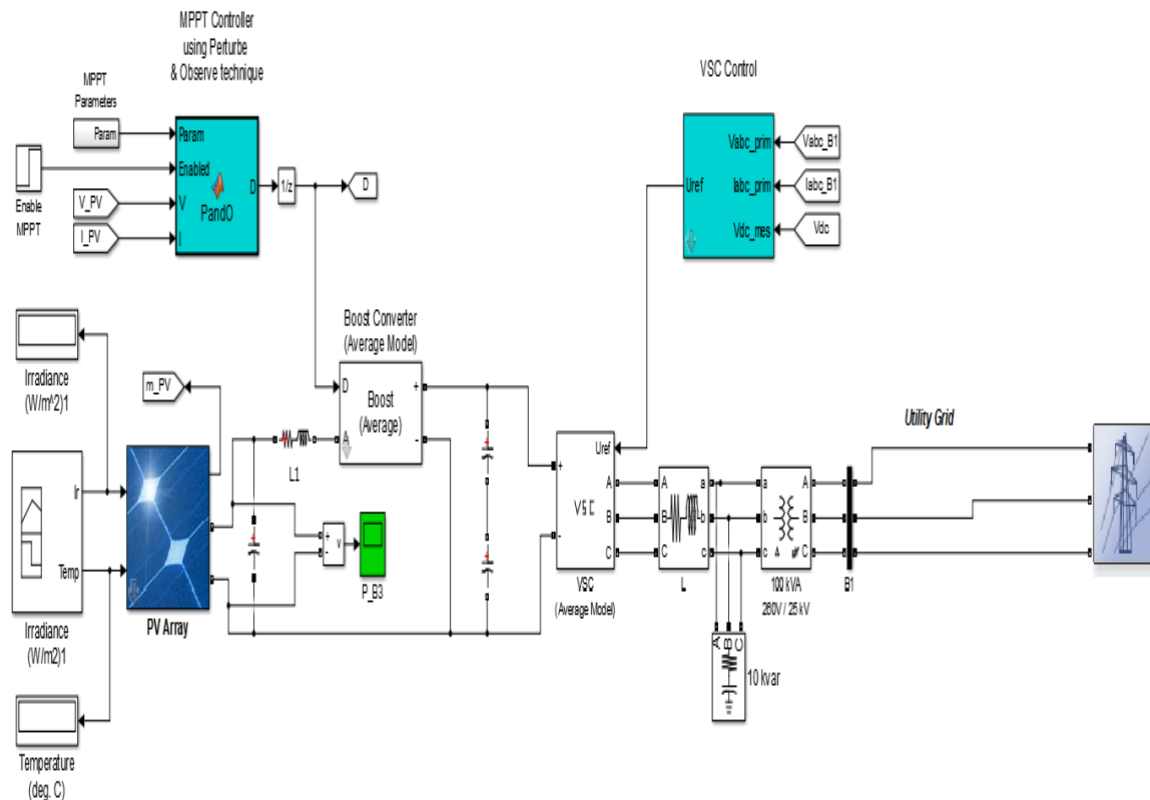 MPPT Controller
using Perturbe
& Observe technique
VSC Control
MPPT
Parameters
Param
Param
Enabled
V
I
D
PandO
1/z
D
Enable
MPPT
V_PV
I_PV
Vabc_prim
Iabc_prim
Vdc_mes
Uref
Vabc_B1
Iabc_B1
Vdc
Irradiance
(W/m^2)1
m_PV
Boost Converter
(Average Model)
D
A
+
-
Boost
(Average)
L1
Ir
Temp
Irradiance
(W/m2)1
PV Array
+
-
v
P_B3
Uref
+
-
VSC
A
B
C
VSC
(Average Model)
A
B
C
a
b
c
L
a
b
c
A
B
C
Δ
100 kVA
260V / 25 kV
B1
Utility Grid
A
B
C
10 kvar
Temperature
(deg. C)